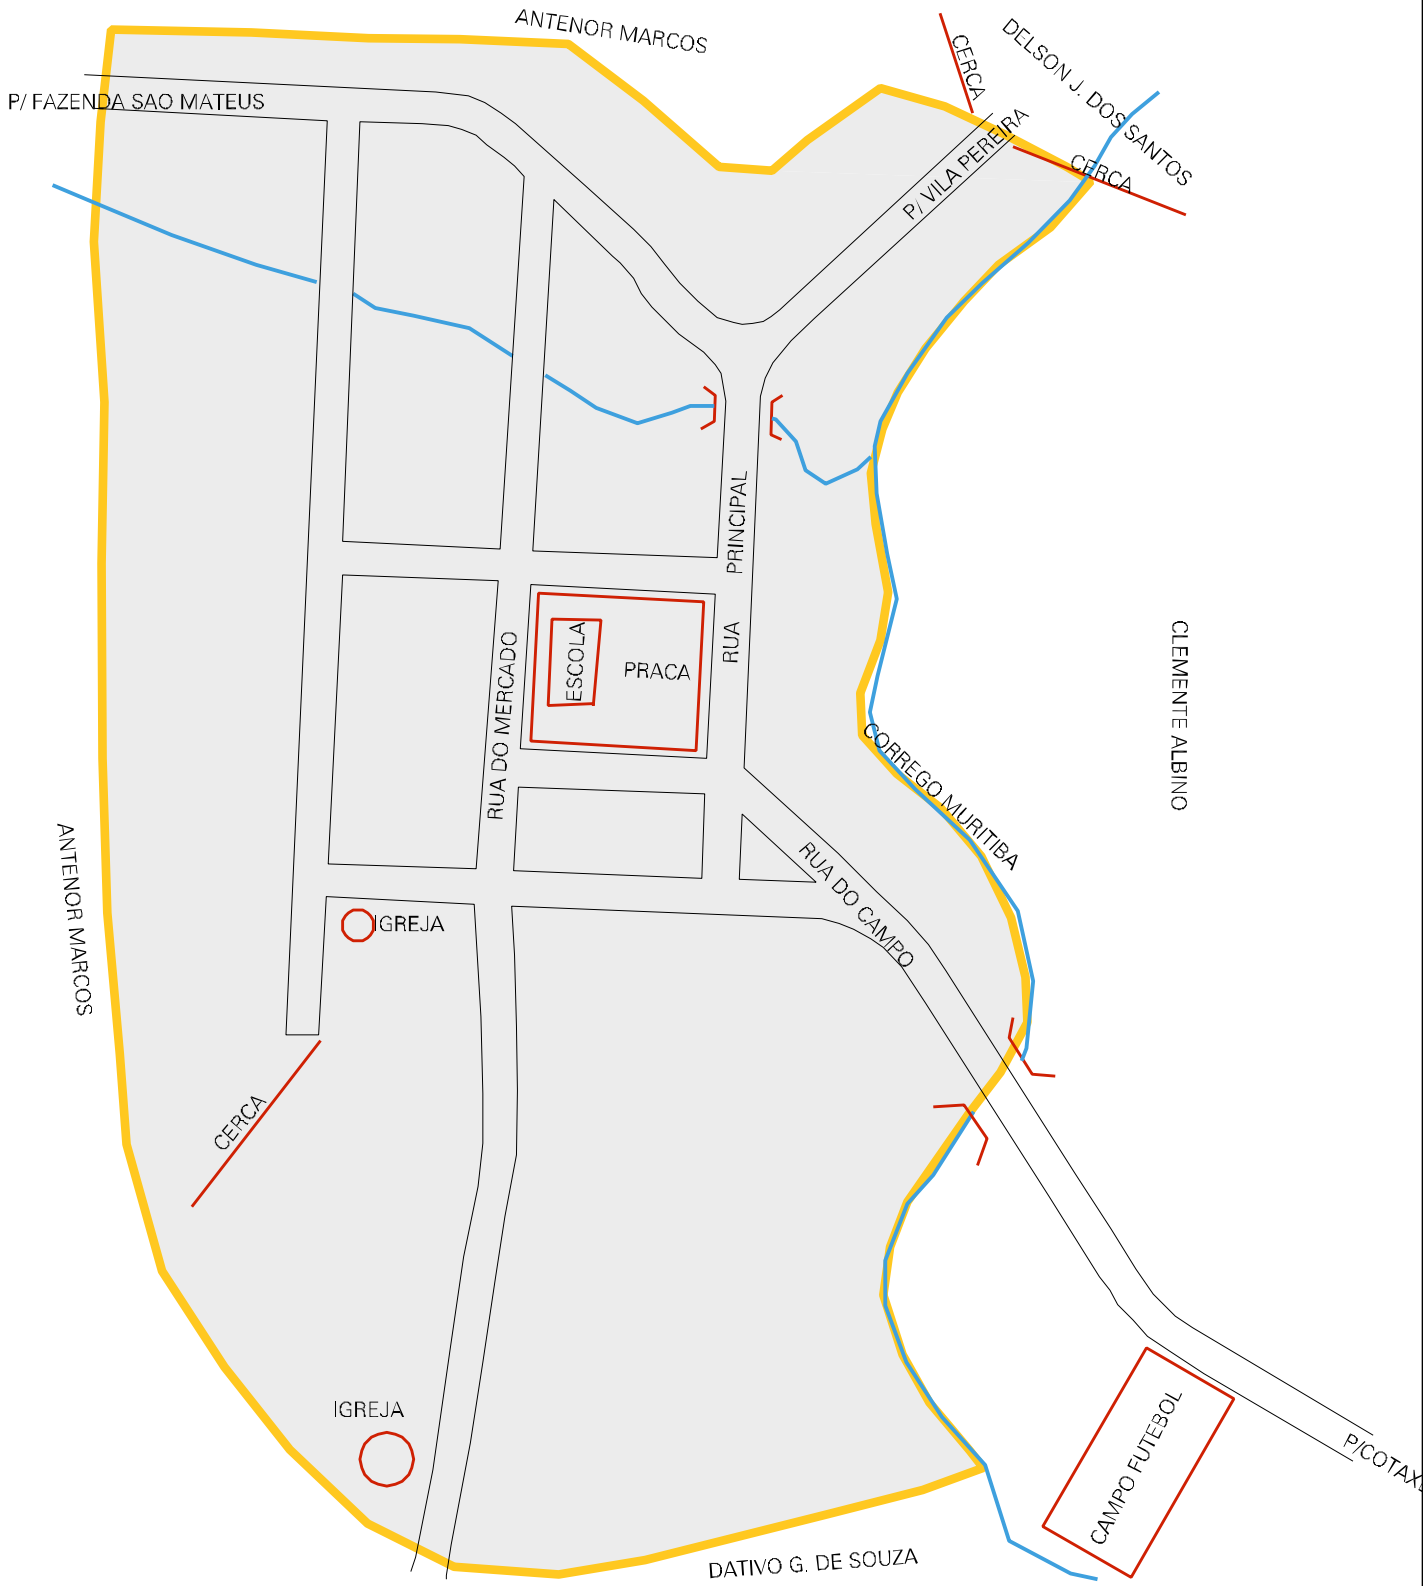 ANTENOR MARCOS
CERCA
DELSON J. DOS SANTOS
P/ FAZENDA SAO MATEUS
P/ VILA PEREIRA
CERCA
RUA PRINCIPAL
ESCOLA
PRACA
RUA DO MERCADO
CLEMENTE ALBINO
CORREGO MURITIBA
ANTENOR MARCOS
RUA DO CAMPO
IGREJA
CERCA
IGREJA
CAMPO FUTEBOL
DATIVO G. DE SOUZA